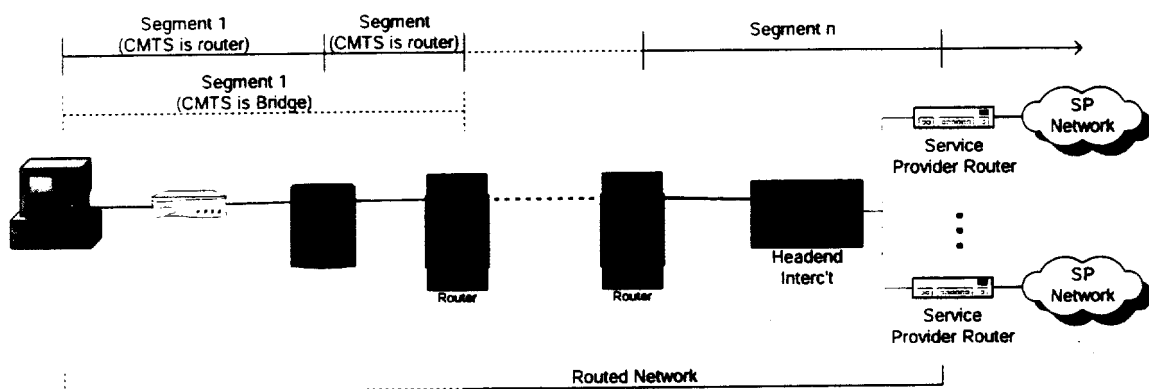 Segment 1
(CMTS is router)
Segment
(CMTS is router)
Segment n
Segment 1
(CMTS is Bridge)
SP
Network
Service
Provider Router
Headend
Interc't
Router
Router
SP
Network
Service
Provider Router
Routed Network